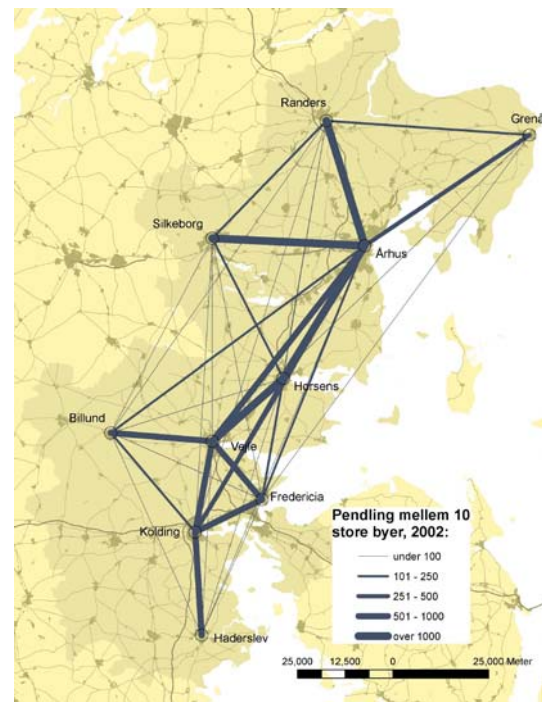 Randers
Grenå
Silkeborg
Århus
Horsens
Billund
Vejle
Fredericia
Kolding
Haderslev
Pendling mellem 10
store byer, 2002:
under 100
101 - 250
251 - 500
501 - 1000
over 1000
25,000 12,500 0 25,000 Meter